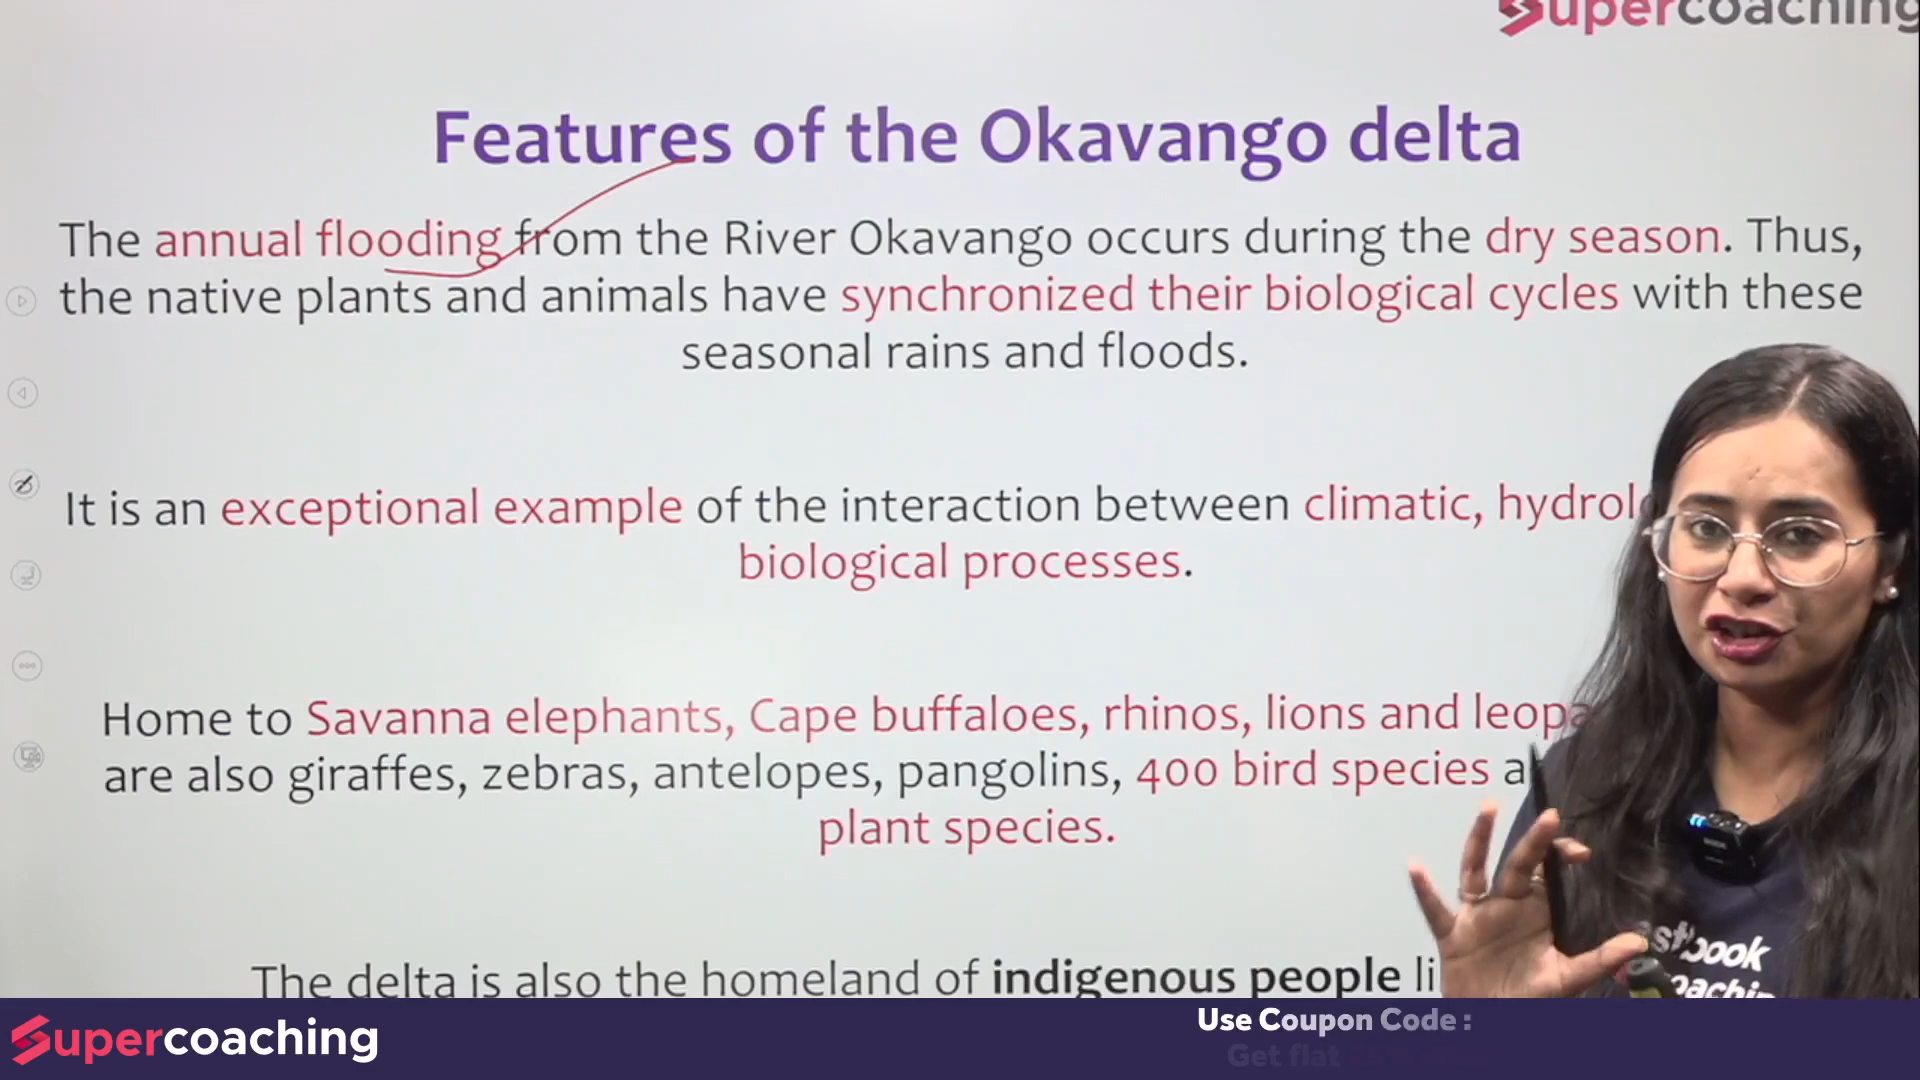 Supercoaching
Features of the Okavango delta
The annual flooding from the River Okavango occurs during the dry season. Thus,
the native plants and animals have synchronized their biological cycles with these
seasonal rains and floods.
It is an exceptional example of the interaction between climatic,
biological processes.
Home to Savanna elephants, Cape buffaloes, rhinos, lions and
are also giraffes, zebras, antelopes, pangolins, 400 bird species
plant species.
The delta is also the homeland of indigenous people
Supercoaching
Use Coupon Code :
Get flat